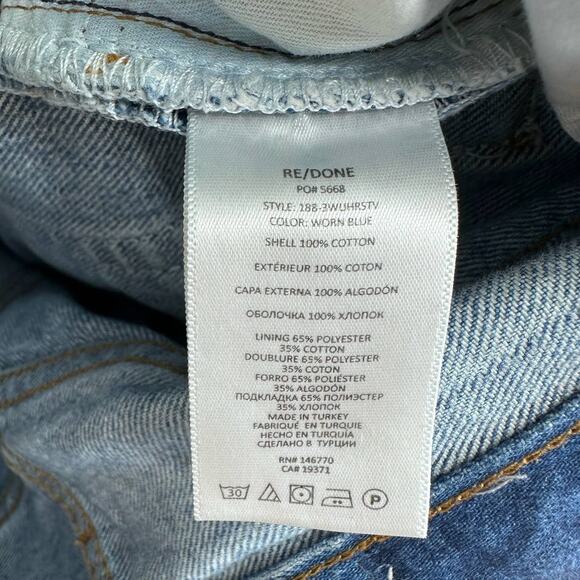 RE/DONE
PO# 5668
STYLE: 188-3WUHRSTV
COLOR: WORN BLUE
SHELL 100% COTTON
EXTÉRIEUR 100% COTON
CAPA EXTERNA 100% ALGODÓN
ОБОЛОЧКА 100% ХЛОПОК
LINING 65% POLYESTER
35% COTTON
DOUBLURE 65% POLYESTER
35% COTON
FORRO 65% POLIÉSTER
35% ALGODÓN
ПОДКЛАДКА 65% ПОЛИЭСТЕР
35% ХЛОПОК
MADE IN TURKEY
FABRIQUÉ EN TURQUIE
HECHO EN TURQUÍA
СДЕЛАНО В ТУРЦИИ
RN# 146770
CA# 19371
30 P